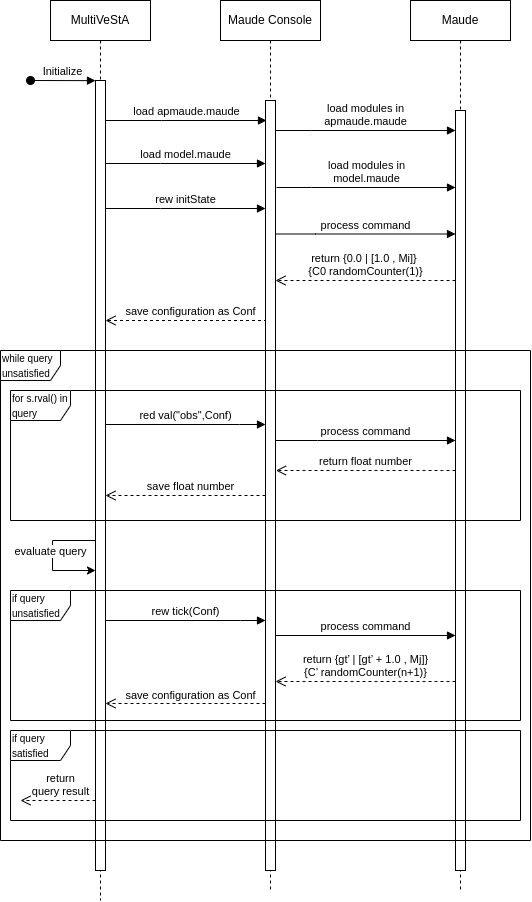 MultiVeStA
Maude Console
Maude
Initialize
load apmaude.maude
load modules in
apmaude.maude
load model.maude
load modules in
model.maude
rew initState
process command
return {0.0 | [1.0 , Mi]}
{C0 randomCounter(1)}
save configuration as Conf
while query
unsatisfied
for s.rval() in
query
red val("obs",Conf)
process command
return float number
save float number
evaluate query
if query
unsatisfied
rew tick(Conf)
process command
return {gt' | [gt' + 1.0 , Mj]}
{C' randomCounter(n+1)}
save configuration as Conf
if query
satisfied
return
query result